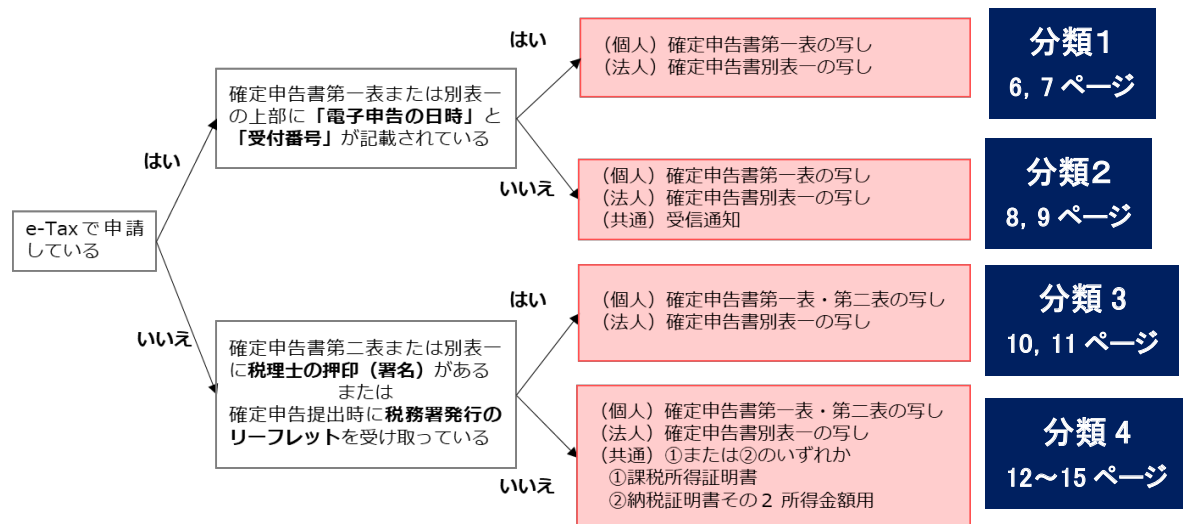 e-Taxで申請
している
はい
いいえ
確定申告書第一表または別表一
の上部に「電子申告の日時」と
「受付番号」が記載されている
はい
いいえ
（個人）確定申告書第一表の写し
（法人）確定申告書別表一の写し
分類１
6, 7 ページ
（個人）確定申告書第一表の写し
（法人）確定申告書別表一の写し
（共通）受信通知
分類２
8, 9 ページ
確定申告書第二表または別表一
に税理士の押印（署名）がある
または
確定申告提出時に税務署発行の
リーフレットを受け取っている
はい
いいえ
（個人）確定申告書第一表・第二表の写し
（法人）確定申告書別表一の写し
分類 3
10, 11 ページ
（個人）確定申告書第一表・第二表の写し
（法人）確定申告書別表一の写し
（共通）①または②のいずれか
①課税所得証明書
②納税証明書その２ 所得金額用
分類 4
12～15 ページ